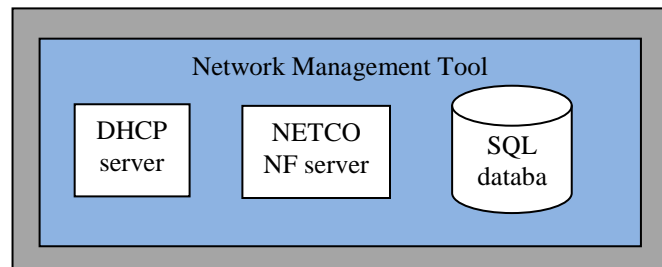 Network Management Tool
DHCP
server
NETCO
NF server
SQL
databa